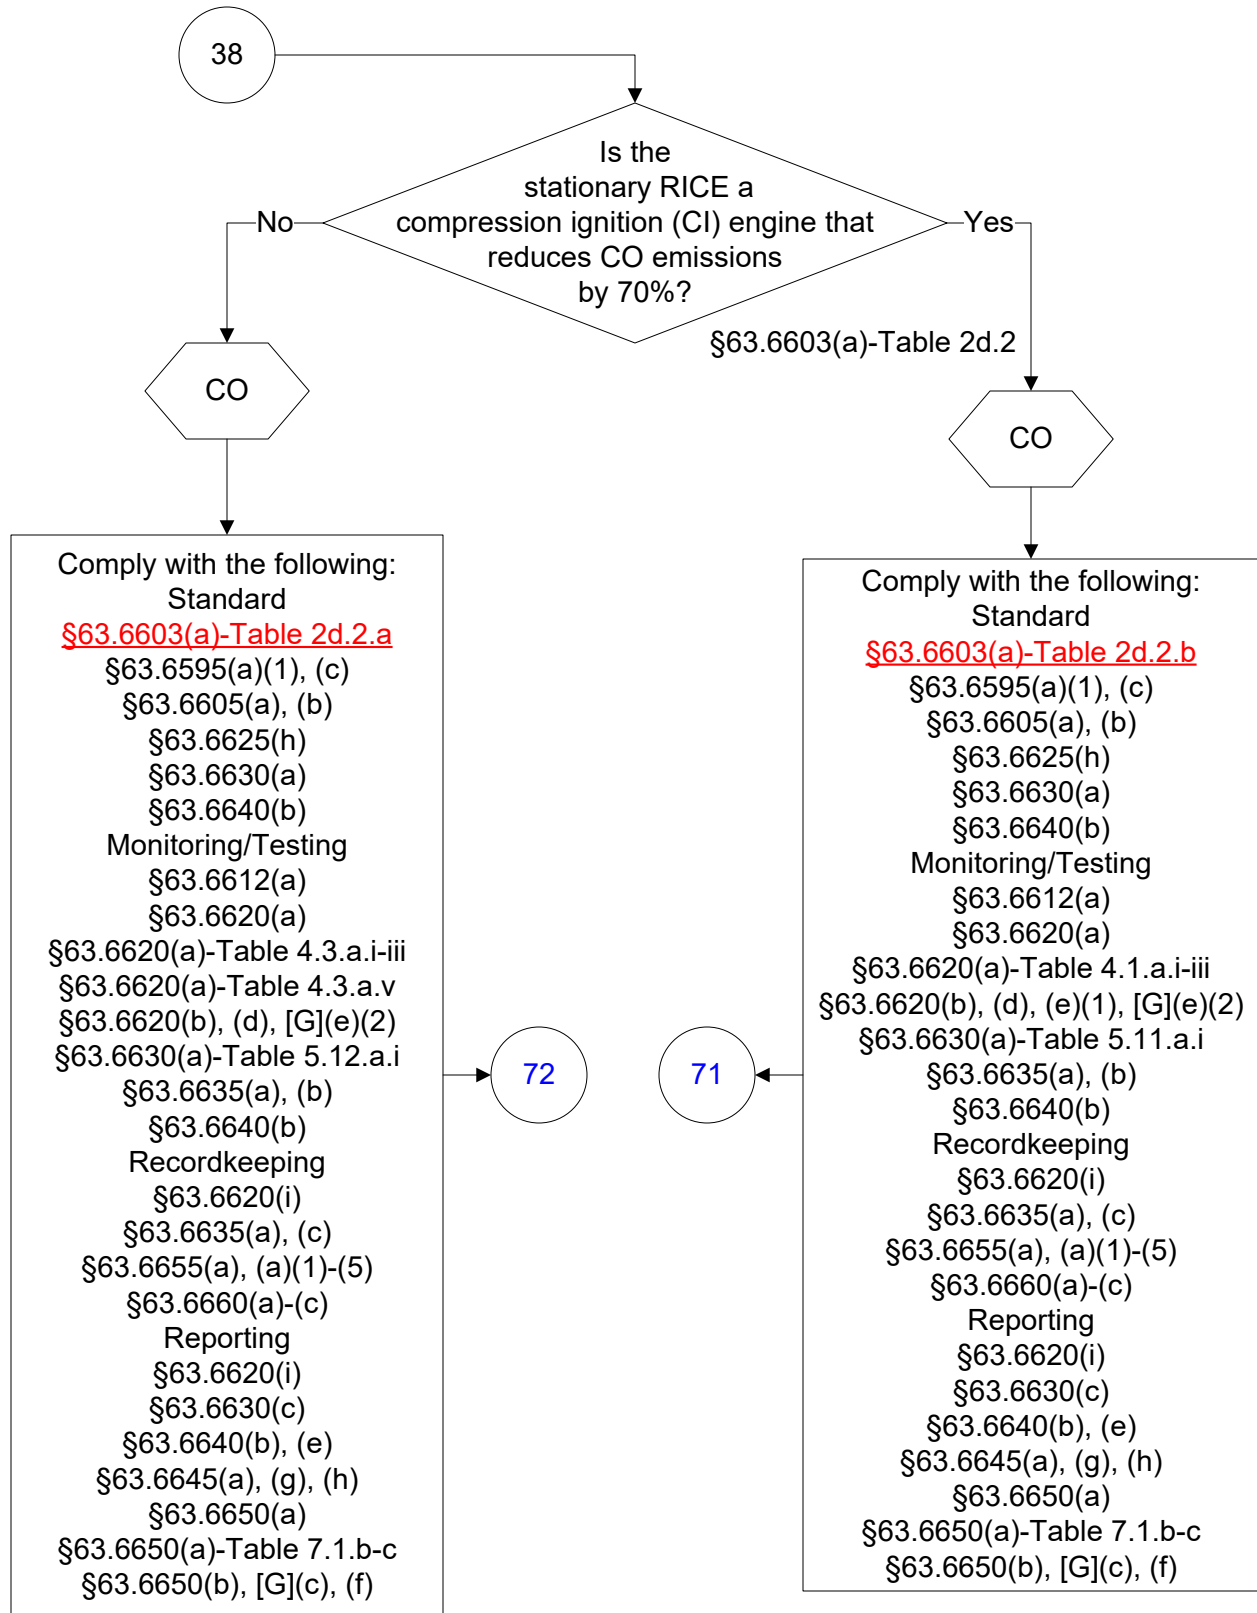 38
Is the
stationary RICE a
compression ignition (CI) engine that
reduces CO emissions
by 70%?
No
Yes
§63.6603(a)-Table 2d.2
CO
CO
Comply with the following:
Standard
§63.6603(a)-Table 2d.2.a
§63.6595(a)(1), (c)
§63.6605(a), (b)
§63.6625(h)
§63.6630(a)
§63.6640(b)
Monitoring/Testing
§63.6612(a)
§63.6620(a)
§63.6620(a)-Table 4.3.a.i-iii
§63.6620(a)-Table 4.3.a.v
§63.6620(b), (d), [G](e)(2)
§63.6630(a)-Table 5.12.a.i
§63.6635(a), (b)
§63.6640(b)
Recordkeeping
§63.6620(i)
§63.6635(a), (c)
§63.6655(a), (a)(1)-(5)
§63.6660(a)-(c)
Reporting
§63.6620(i)
§63.6630(c)
§63.6640(b), (e)
§63.6645(a), (g), (h)
§63.6650(a)
§63.6650(a)-Table 7.1.b-c
§63.6650(b), [G](c), (f)
72
71
Comply with the following:
Standard
§63.6603(a)-Table 2d.2.b
§63.6595(a)(1), (c)
§63.6605(a), (b)
§63.6625(h)
§63.6630(a)
§63.6640(b)
Monitoring/Testing
§63.6612(a)
§63.6620(a)
§63.6620(a)-Table 4.1.a.i-iii
§63.6620(b), (d), (e)(1), [G](e)(2)
§63.6630(a)-Table 5.11.a.i
§63.6635(a), (b)
§63.6640(b)
Recordkeeping
§63.6620(i)
§63.6635(a), (c)
§63.6655(a), (a)(1)-(5)
§63.6660(a)-(c)
Reporting
§63.6620(i)
§63.6630(c)
§63.6640(b), (e)
§63.6645(a), (g), (h)
§63.6650(a)
§63.6650(a)-Table 7.1.b-c
§63.6650(b), [G](c), (f)